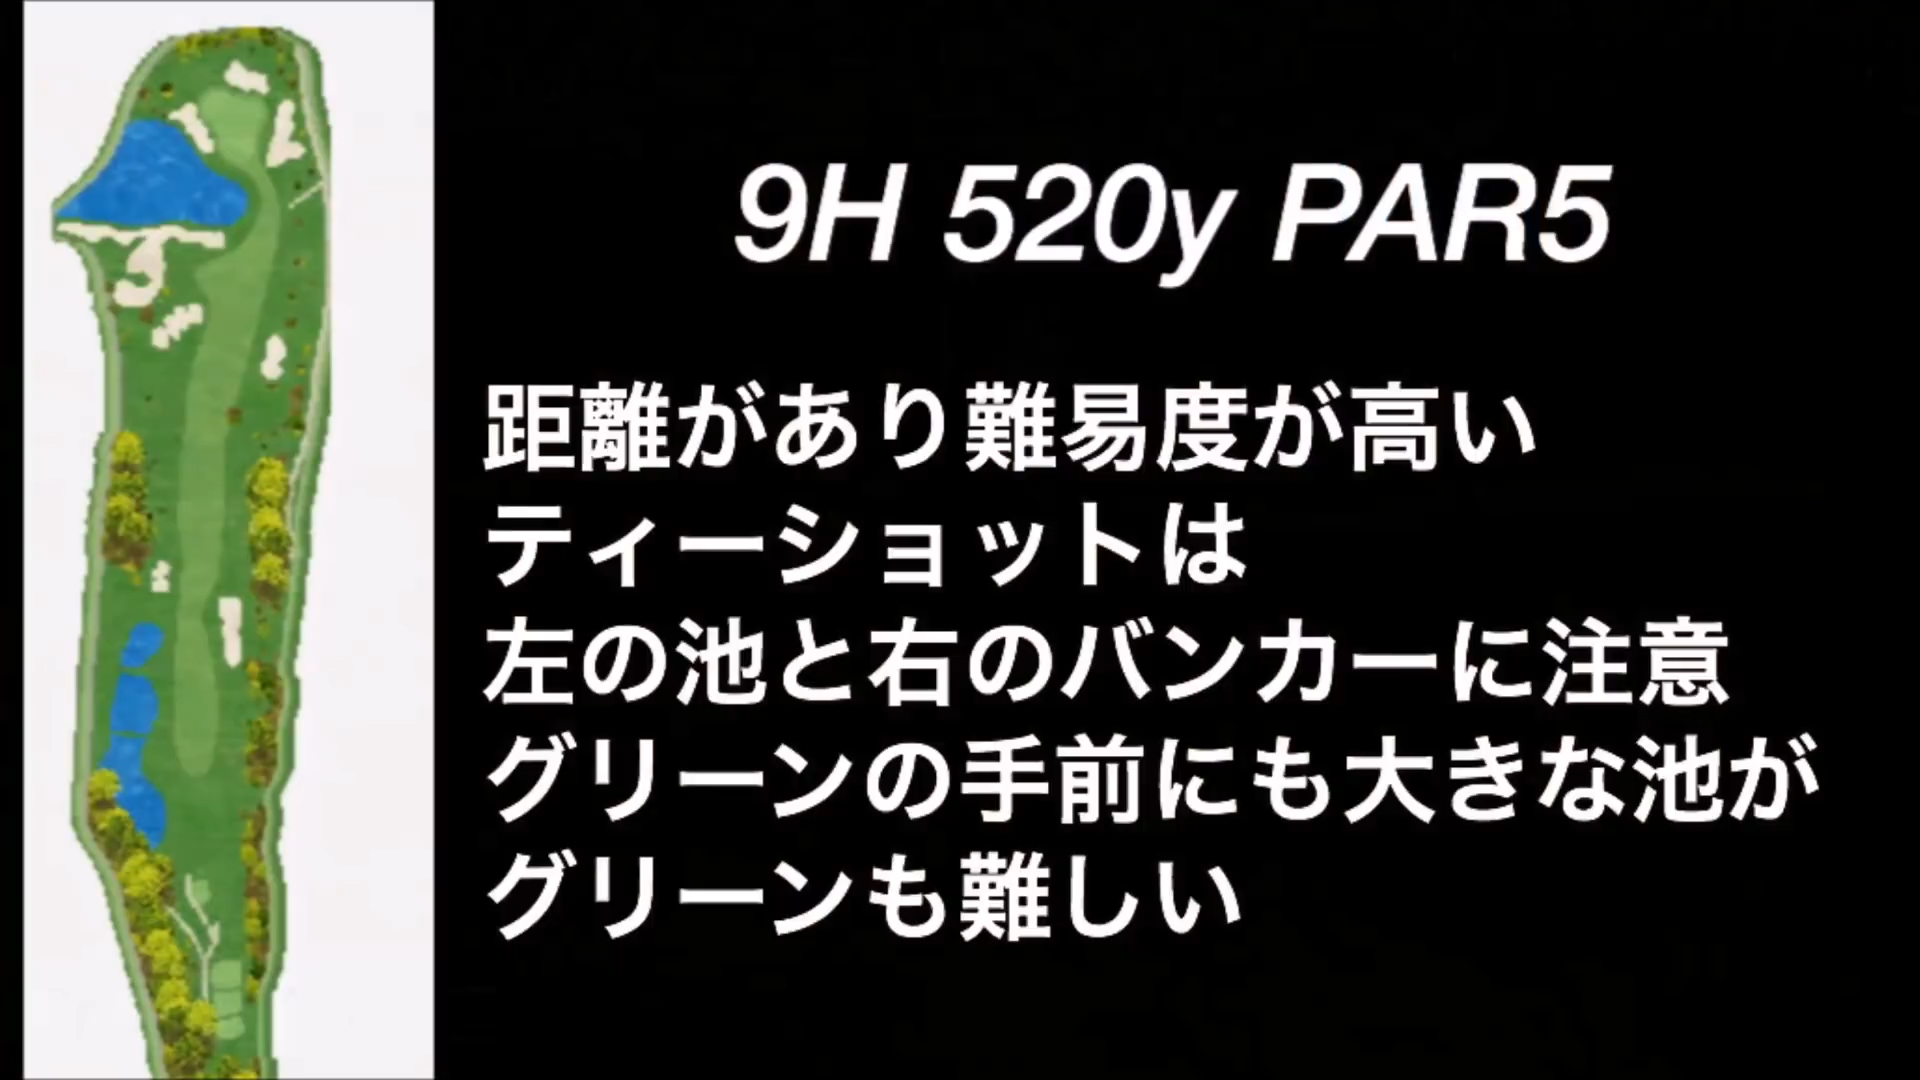 9H 520y PAR5
距離があり難易度が高い
ティーショットは
左の池と右のバンカーに注意
グリーンの手前にも大きな池が
グリーンも難しい